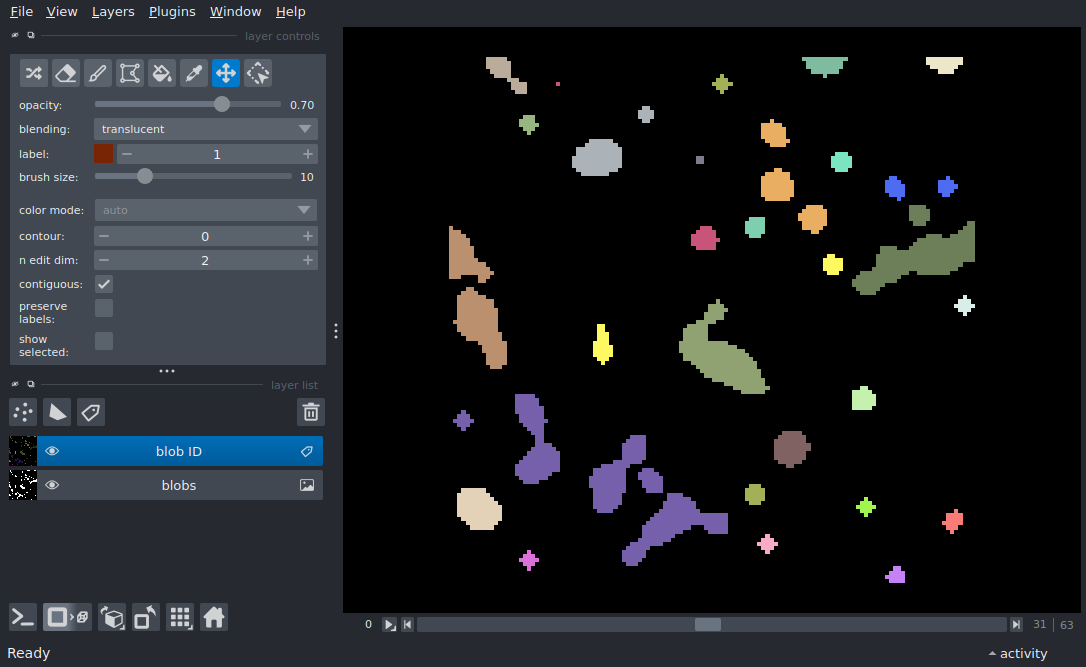 File View Layers Plugins Window Help
layer controls
opacity: 0.70
blending: translucent
label: 1
brush size: 10
color mode: auto
contour: 0
n edit dim: 2
contiguous:
preserve
labels:
show
selected:
layer list
blob ID
blobs
0 31 63
Ready activity